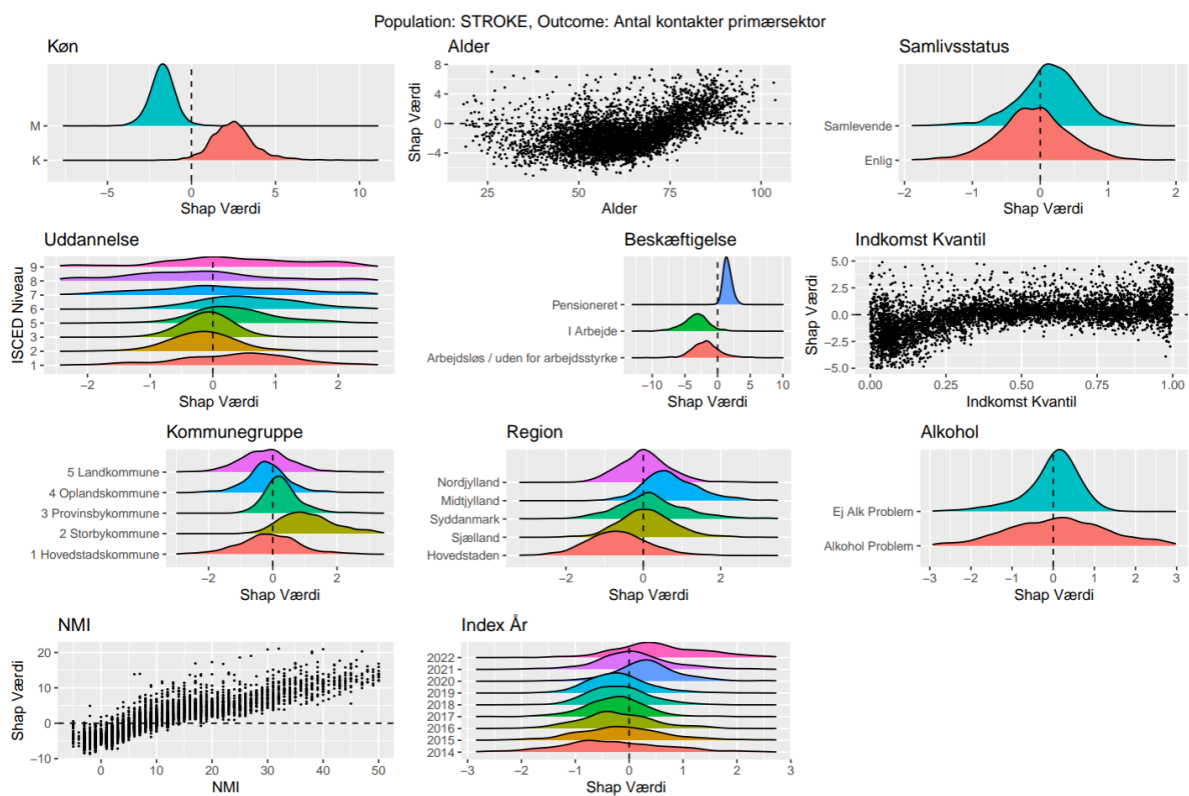 Population: STROKE, Outcome: Antal kontakter primærsektor
Køn
M
K
−5 0 5 10
Shap Værdi
Alder
Shap Værdi
8
4
0
−4
25 50 75 100
Alder
Samlivsstatus
Samlevende
Enlig
−2 −1 0 1 2
Shap Værdi
Uddannelse
ISCED Niveau
9
8
7
6
5
3
2
1
−2 −1 0 1 2
Shap Værdi
Beskæftigelse
Pensioneret
I Arbejde
Arbejdsløs / uden for arbejdsstyrke
−10 −5 0 5 10
Shap Værdi
Indkomst Kvantil
Shap Værdi
5.0
2.5
0.0
−2.5
−5.0
0.00 0.25 0.50 0.75 1.00
Indkomst Kvantil
Kommunegruppe
5 Landkommune
4 Oplandskommune
3 Provinsbykommune
2 Storbykommune
1 Hovedstadskommune
−2 0 2
Shap Værdi
Region
Nordjylland
Midtjylland
Syddanmark
Sjælland
Hovedstaden
−2 0 2
Shap Værdi
Alkohol
Ej Alk Problem
Alkohol Problem
−3 −2 −1 0 1 2 3
Shap Værdi
NMI
Shap Værdi
20
10
0
−10
0 10 20 30 40 50
NMI
Index År
2022
2021
2020
2019
2018
2017
2016
2015
2014
−3 −2 −1 0 1 2 3
Shap Værdi